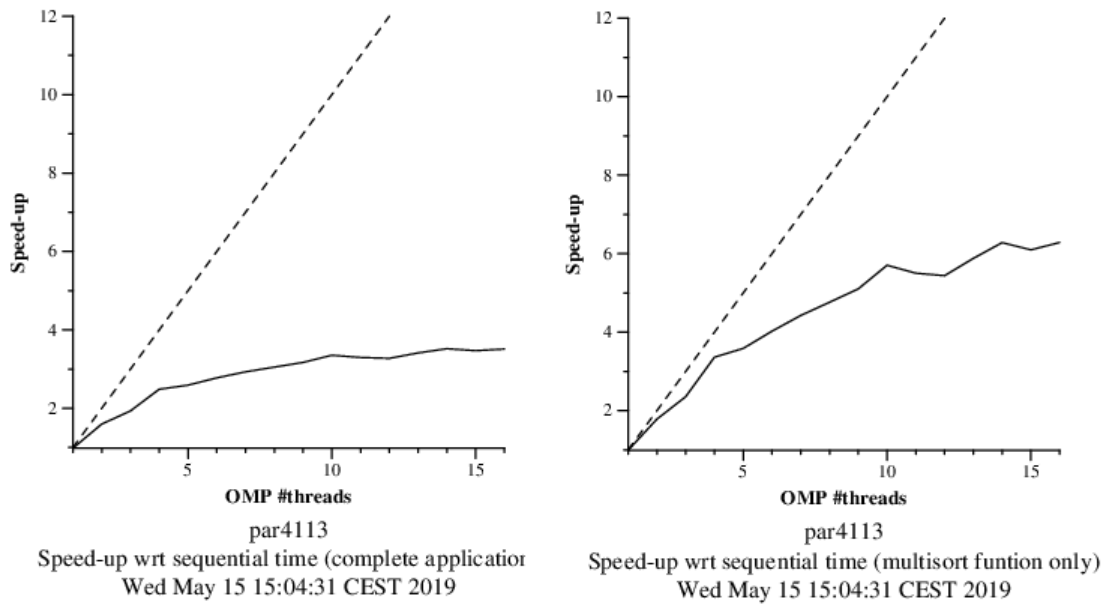 12
10
8
6
4
2
Speed-up
5
10
15
OMP #threads
par4113
Speed-up wrt sequential time (complete application
Wed May 15 15:04:31 CEST 2019
12
10
8
6
4
2
Speed-up
5
10
15
OMP #threads
par4113
Speed-up wrt sequential time (multisort funtion only)
Wed May 15 15:04:31 CEST 2019